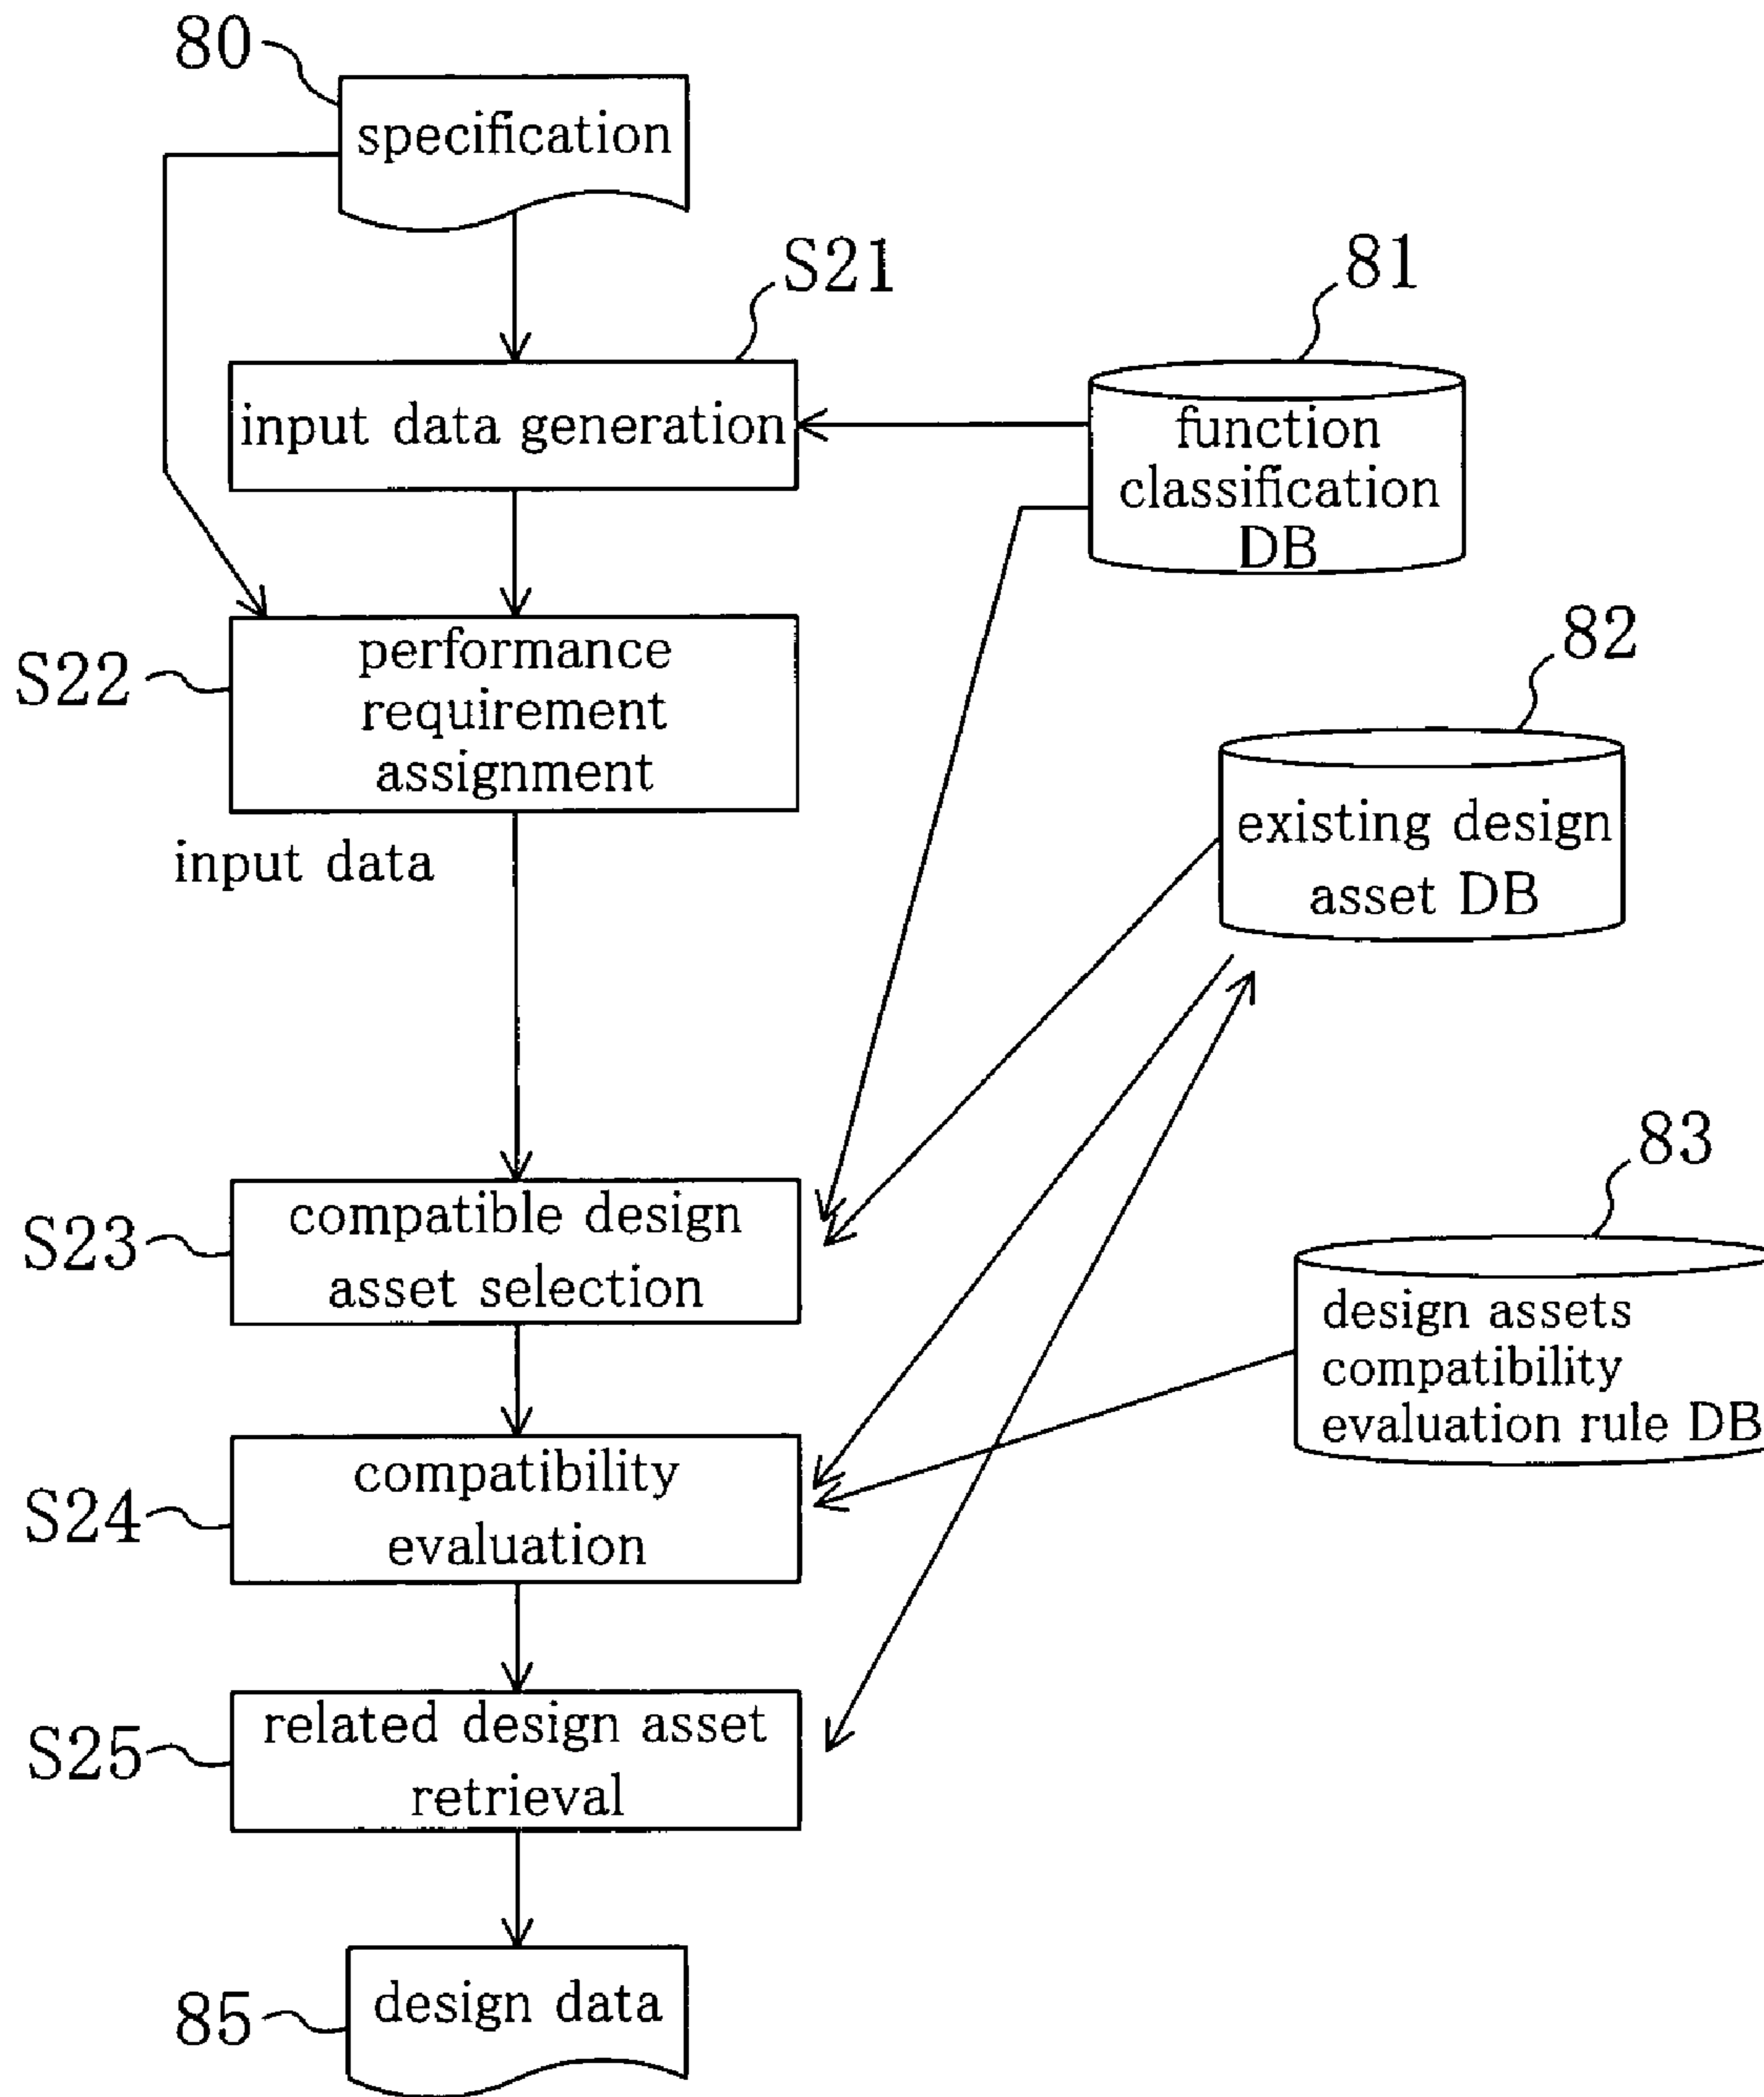 80
specification
S21
81
input data generation
function
classification
DB
S22
performance
requirement
assignment
82
input data
existing design
asset DB
83
S23
compatible design
asset selection
design assets
compatibility
evaluation rule DB
S24
compatibility
evaluation
S25
related design asset
retrieval
85
design data